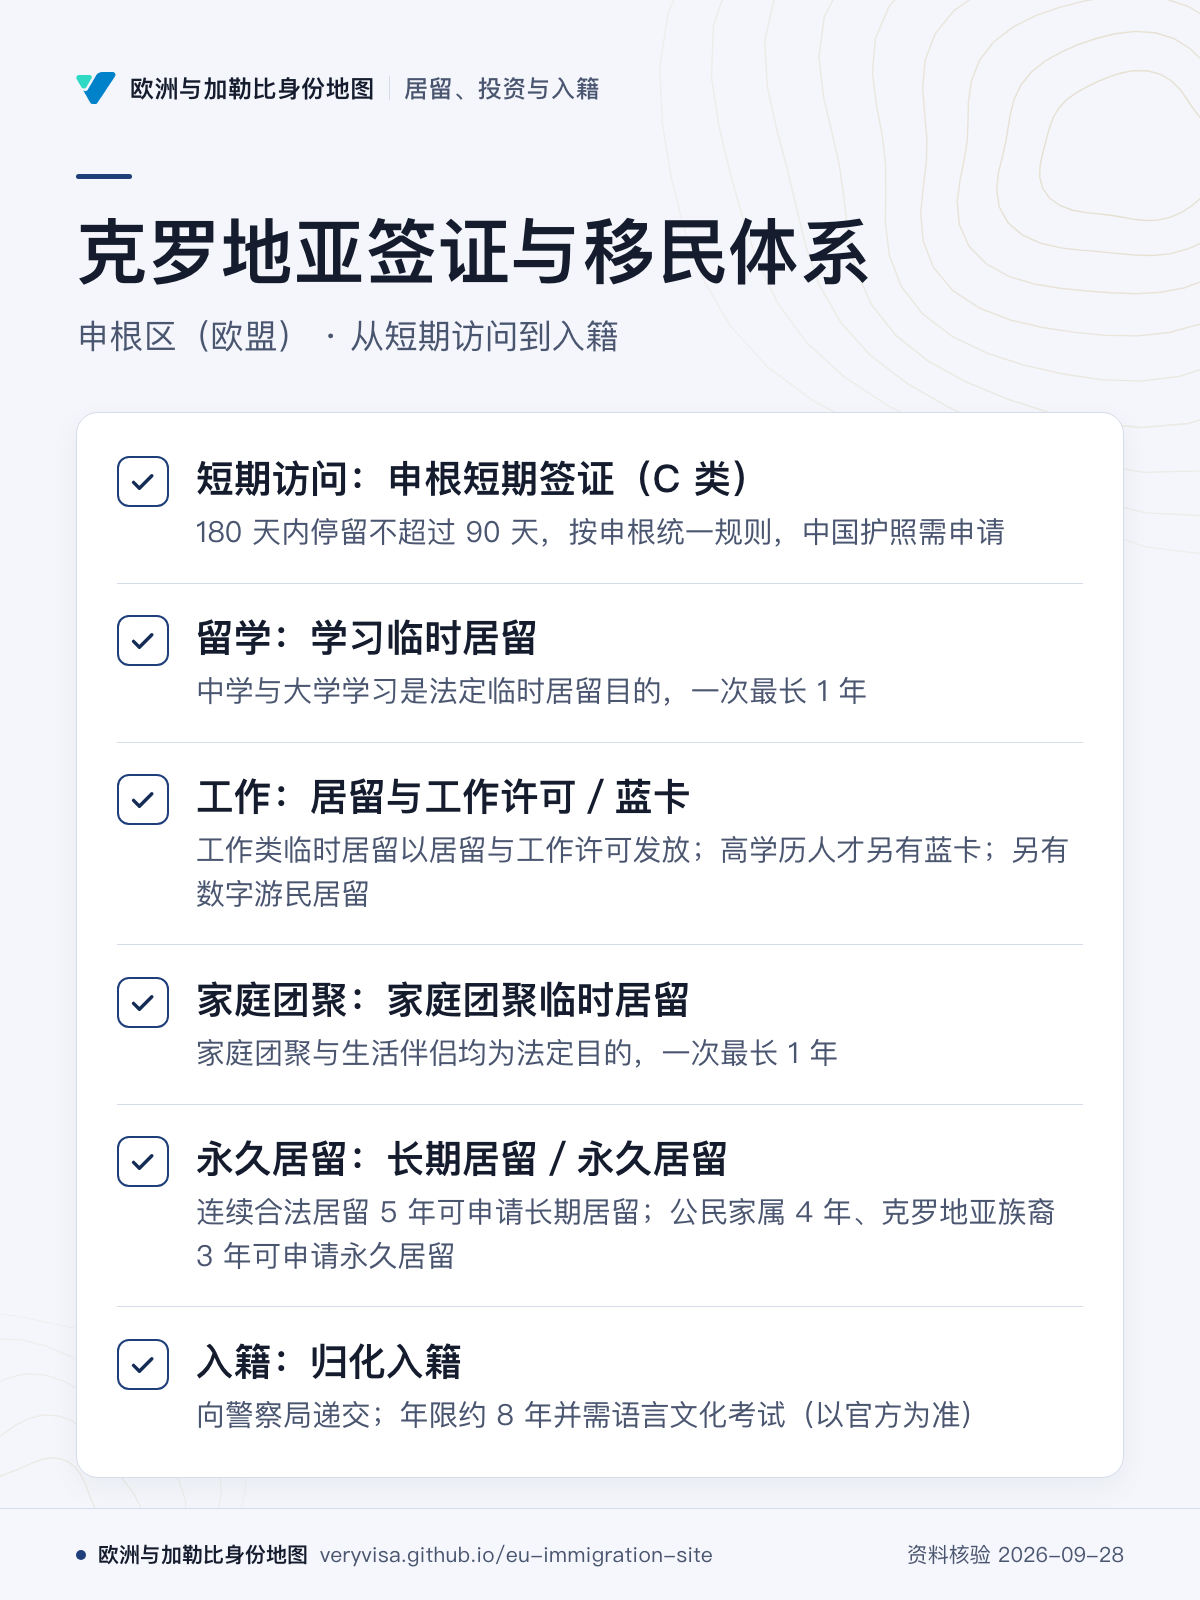 欧洲与加勒比身份地图 居留、投资与入籍
克罗地亚签证与移民体系
申根区（欧盟） · 从短期访问到入籍
短期访问：申根短期签证（C 类）
180 天内停留不超过 90 天，按申根统一规则，中国护照需申请
留学：学习临时居留
中学与大学学习是法定临时居留目的，一次最长 1 年
工作：居留与工作许可 / 蓝卡
工作类临时居留以居留与工作许可发放；高学历人才另有蓝卡；另有
数字游民居留
家庭团聚：家庭团聚临时居留
家庭团聚与生活伴侣均为法定目的，一次最长 1 年
永久居留：长期居留 / 永久居留
连续合法居留 5 年可申请长期居留；公民家属 4 年、克罗地亚族裔
3 年可申请永久居留
入籍：归化入籍
向警察局递交；年限约 8 年并需语言文化考试（以官方为准）
欧洲与加勒比身份地图 veryvisa.github.io/eu-immigration-site 资料核验 2026-09-28